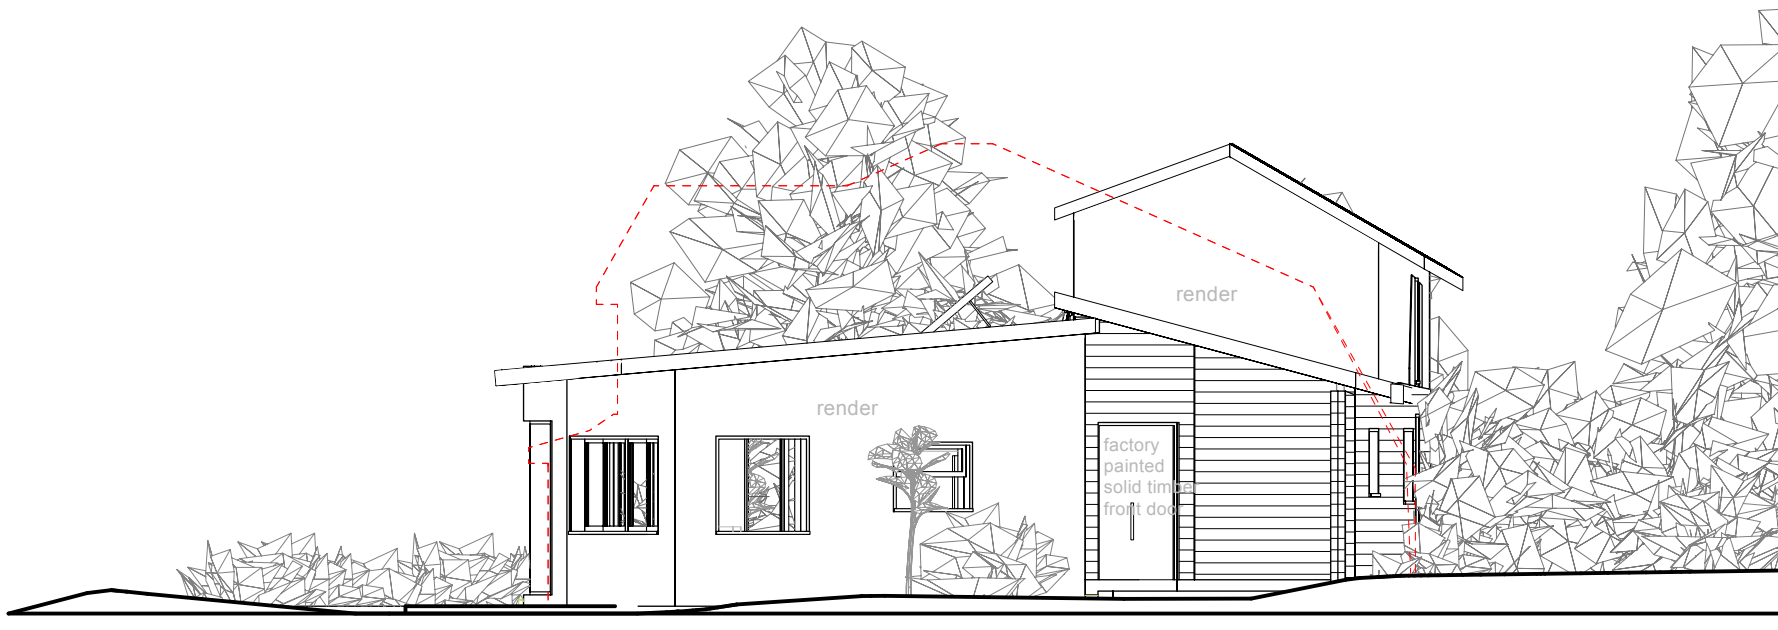 render
render
factory
painted
solid timber
front door